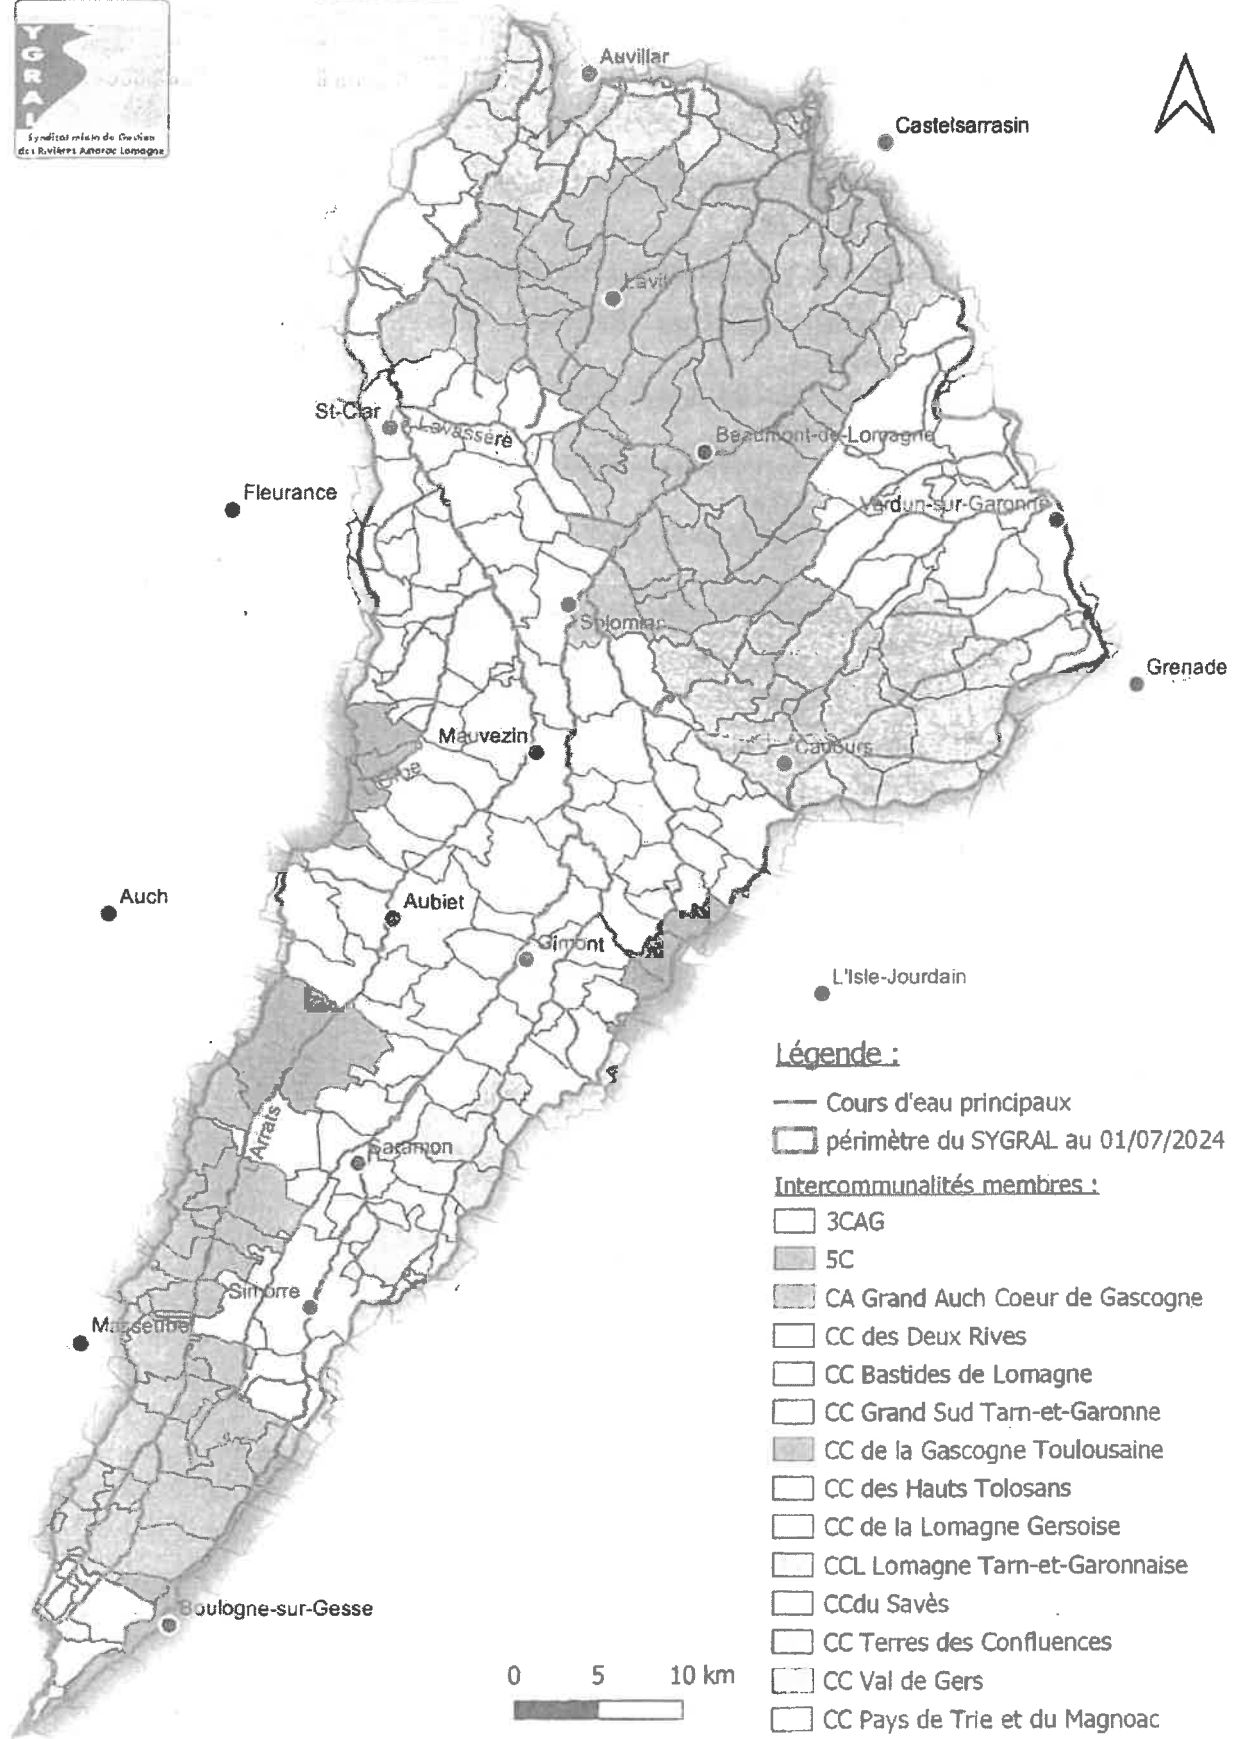 YGRAL
Syndicat mixte de Gestion
des Rivières Astarac Lomagne
Auvillar
Castelsarrasin
Lavit
St-Clar
Lavassère
Beaumont-de-Lomagne
Fleurance
Verdun-sur-Garonne
Solomiac
Grenade
Mauvezin
Cadours
Auch
Aubiet
Gimont
L'Isle-Jourdain
Arrats
Saramon
Simorre
Masseube
Boulogne-sur-Gesse
Légende :
Cours d'eau principaux
périmètre du SYGRAL au 01/07/2024
Intercommunalités membres :
3CAG
5C
CA Grand Auch Coeur de Gascogne
CC des Deux Rives
CC Bastides de Lomagne
CC Grand Sud Tarn-et-Garonne
CC de la Gascogne Toulousaine
CC des Hauts Tolosans
CC de la Lomagne Gersoise
CCL Lomagne Tarn-et-Garonnaise
CCdu Savès
CC Terres des Confluences
CC Val de Gers
CC Pays de Trie et du Magnoac
0 5 10 km